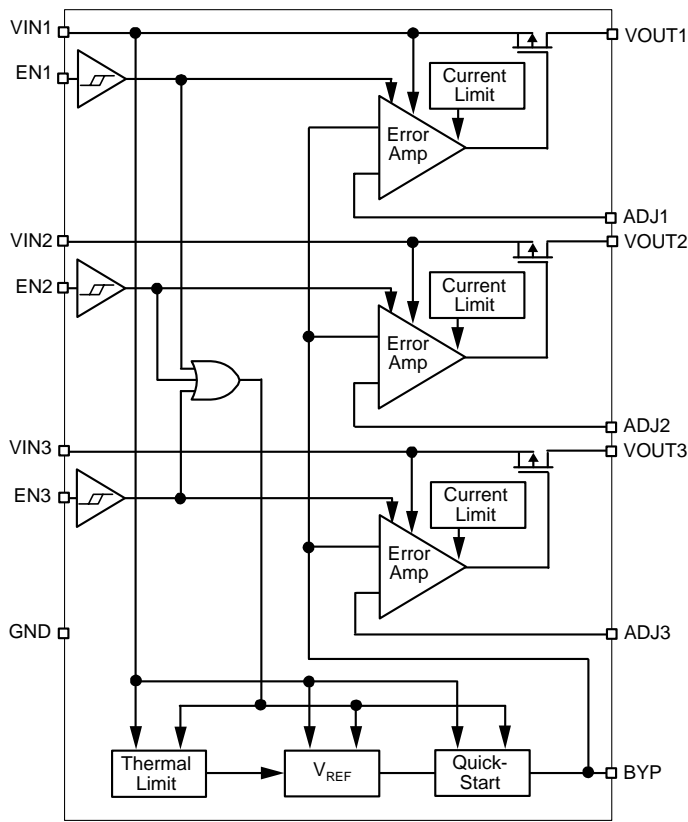 VIN1
VOUT1
EN1
Current
Limit
Error
Amp
ADJ1
VIN2
VOUT2
EN2
Current
Limit
Error
Amp
ADJ2
VIN3
VOUT3
EN3
Current
Limit
Error
Amp
GND
ADJ3
Thermal
Limit
VREF
Quick-
Start
BYP